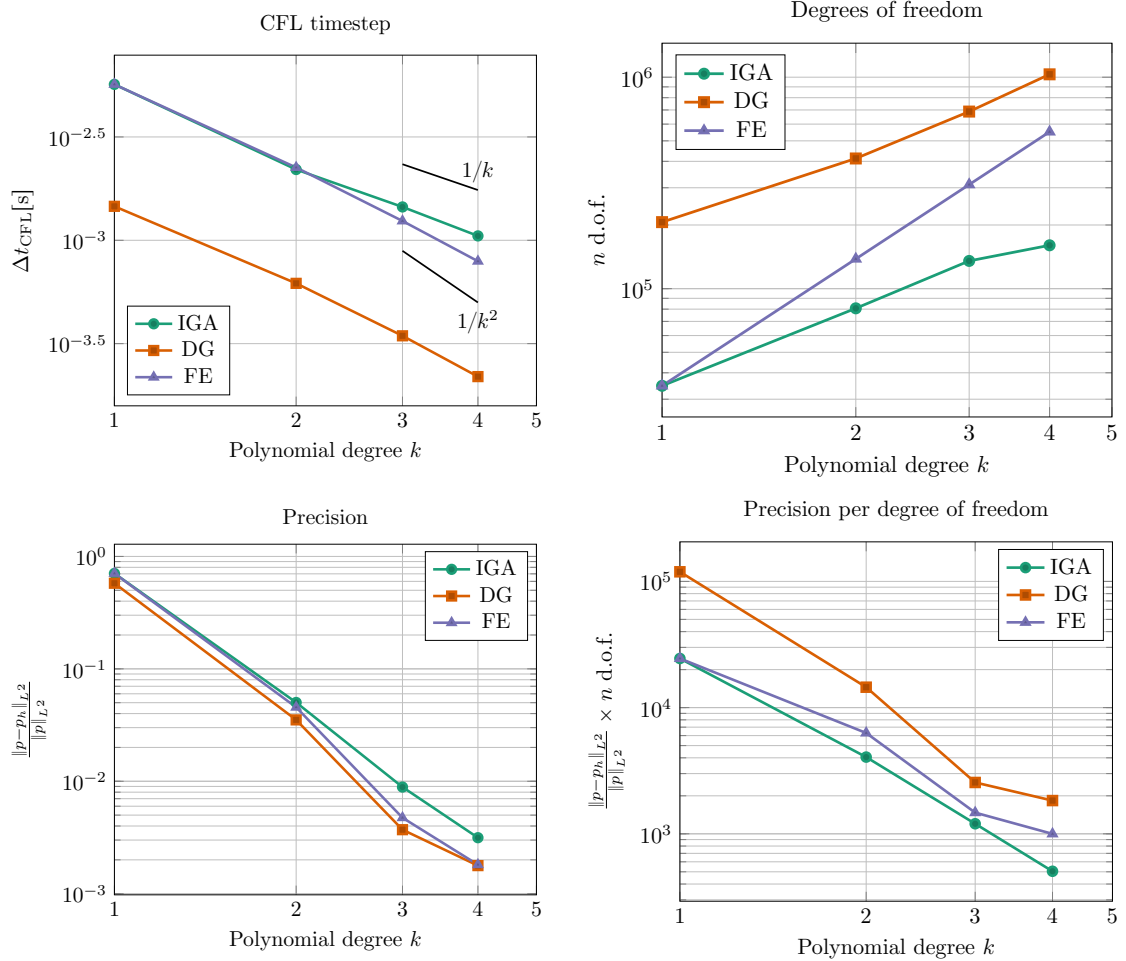 CFL timestep
10^{-2.5}
10^{-3}
10^{-3.5}
Δt_{CFL}[s]
1/k
1/k^2
IGA
DG
FE
1 2 3 4 5
Polynomial degree k
Degrees of freedom
10^6
10^5
n d.o.f.
IGA
DG
FE
1 2 3 4 5
Polynomial degree k
Precision
10^0
10^{-1}
10^{-2}
10^{-3}
‖p−p_h‖_{L^2} / ‖p‖_{L^2}
IGA
DG
FE
1 2 3 4 5
Polynomial degree k
Precision per degree of freedom
10^5
10^4
10^3
‖p−p_h‖_{L^2} / ‖p‖_{L^2} × n d.o.f.
IGA
DG
FE
1 2 3 4 5
Polynomial degree k